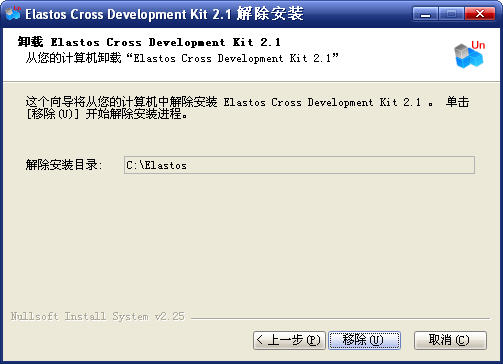 Elastos Cross Development Kit 2.1 解除安装
卸载 Elastos Cross Development Kit 2.1
从您的计算机卸载“Elastos Cross Development Kit 2.1”
Un
这个向导将从您的计算机中解除安装 Elastos Cross Development Kit 2.1 。 单击
[移除(U)] 开始解除安装进程。
解除安装目录: C:\Elastos
Nullsoft Install System v2.25
< 上一步(P) 移除(U) 取消(C)